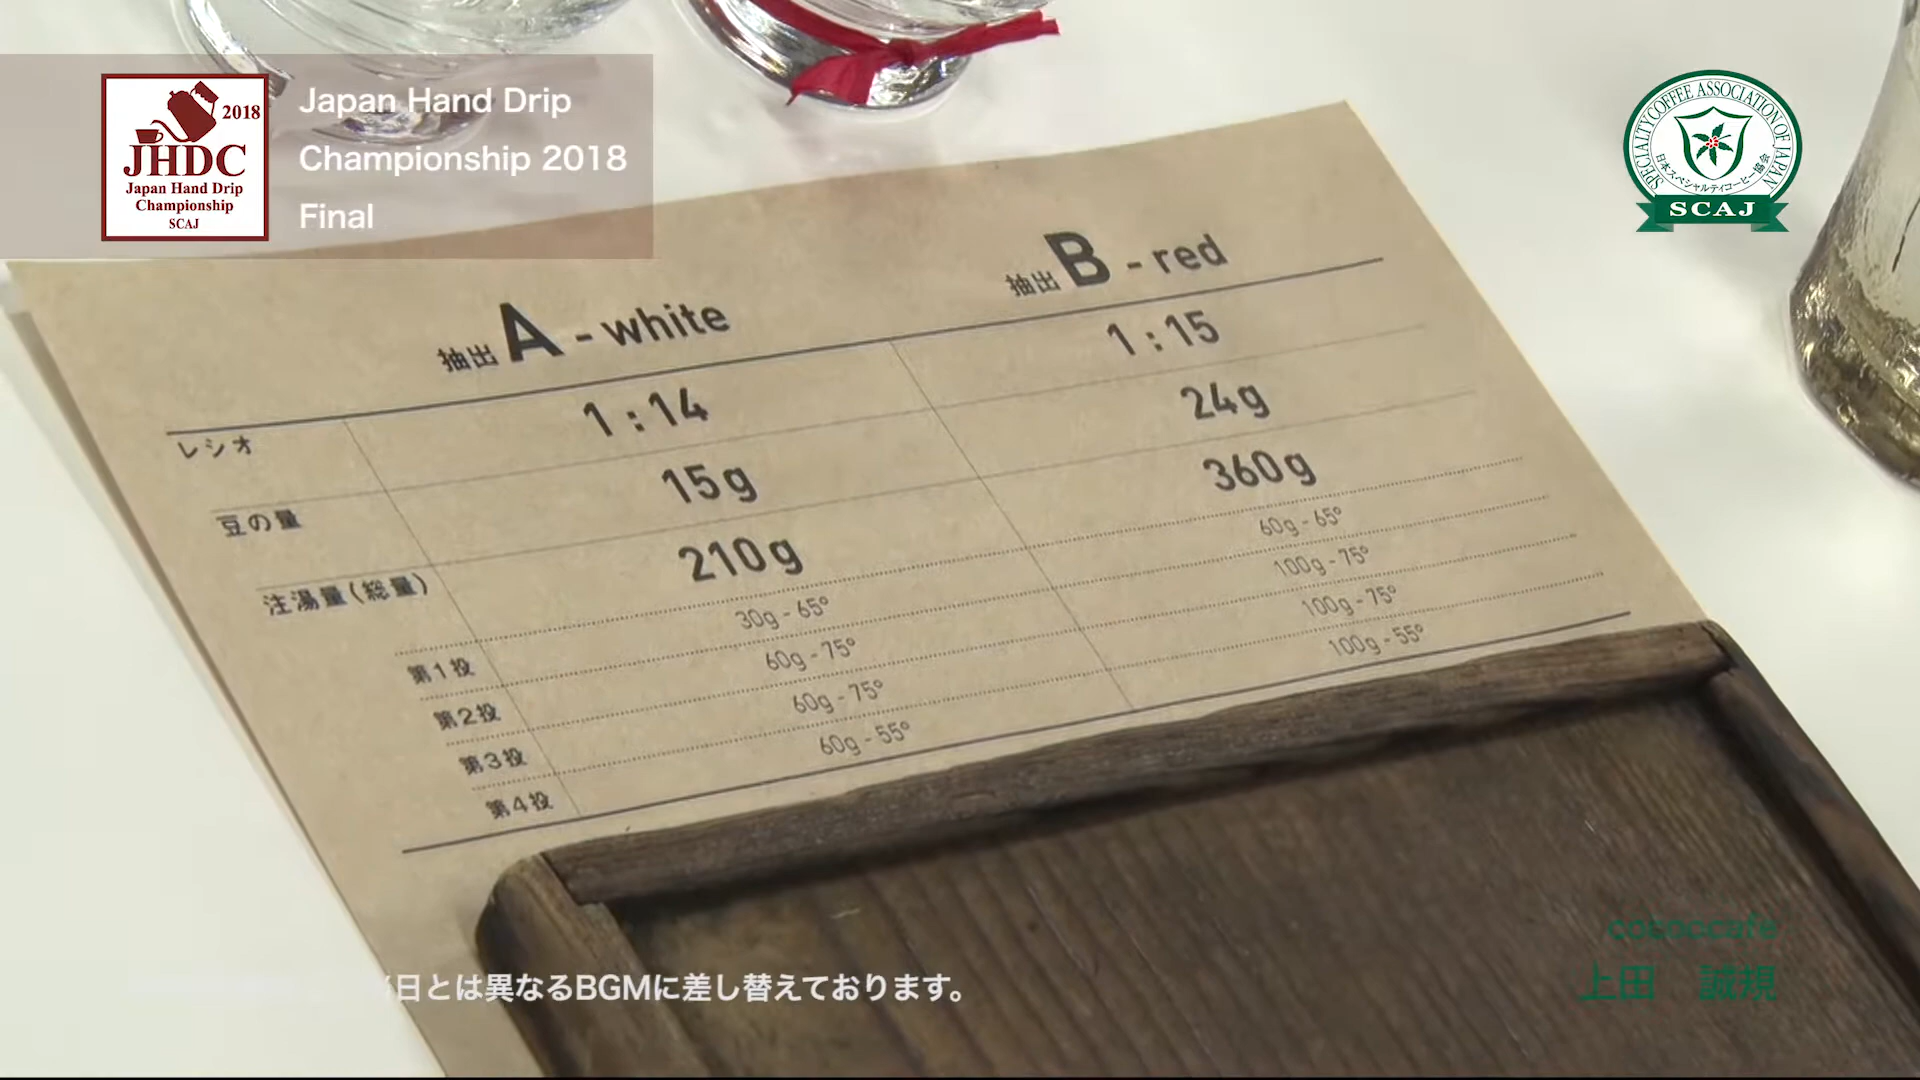 2018
JHDC
Japan Hand Drip
Championship
SCAJ
Japan Hand Drip
Championship 2018
Final
SPECIALTY COFFEE ASSOCIATION OF JAPAN
日本スペシャルティコーヒー協会
SCAJ
抽出 A - white 抽出 B - red
レシオ 1 : 14 1 : 15
豆の量 15g 24g
注湯量(総量) 210g 360g
第1投 30g - 65° 60g - 65°
第2投 60g - 75° 100g - 75°
第3投 60g - 75° 100g - 75°
第4投 60g - 55° 100g - 55°
日とは異なるBGMに差し替えております。
cocoocafe
上田 誠規